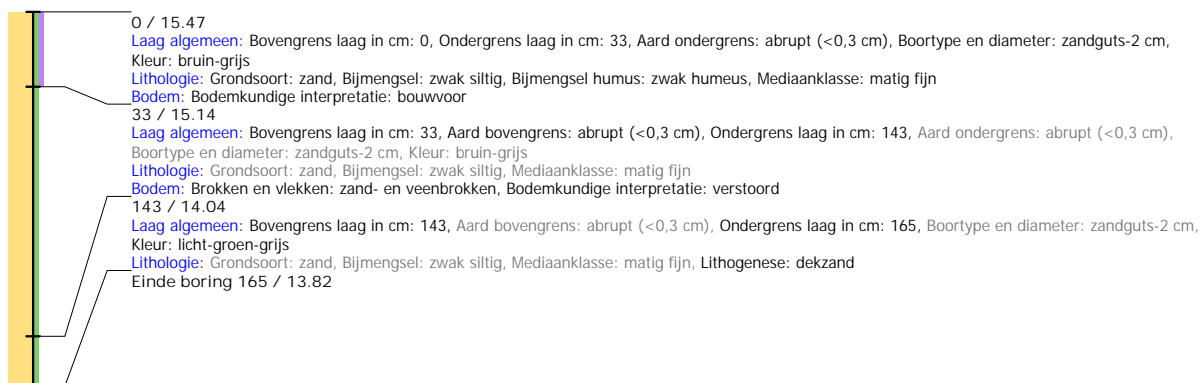 0 / 15.47
Laag algemeen: Bovengrens laag in cm: 0, Ondergrens laag in cm: 33, Aard ondergrens: abrupt (<0,3 cm), Boortype en diameter: zandguts-2 cm,
Kleur: bruin-grijs
Lithologie: Grondsoort: zand, Bijmengsel: zwak siltig, Bijmengsel humus: zwak humeus, Mediaanklasse: matig fijn
Bodem: Bodemkundige interpretatie: bouwvoor
33 / 15.14
Laag algemeen: Bovengrens laag in cm: 33, Aard bovengrens: abrupt (<0,3 cm), Ondergrens laag in cm: 143, Aard ondergrens: abrupt (<0,3 cm),
Boortype en diameter: zandguts-2 cm, Kleur: bruin-grijs
Lithologie: Grondsoort: zand, Bijmengsel: zwak siltig, Mediaanklasse: matig fijn
Bodem: Brokken en vlekken: zand- en veenbrokken, Bodemkundige interpretatie: verstoord
143 / 14.04
Laag algemeen: Bovengrens laag in cm: 143, Aard bovengrens: abrupt (<0,3 cm), Ondergrens laag in cm: 165, Boortype en diameter: zandguts-2 cm,
Kleur: licht-groen-grijs
Lithologie: Grondsoort: zand, Bijmengsel: zwak siltig, Mediaanklasse: matig fijn, Lithogenese: dekzand
Einde boring 165 / 13.82